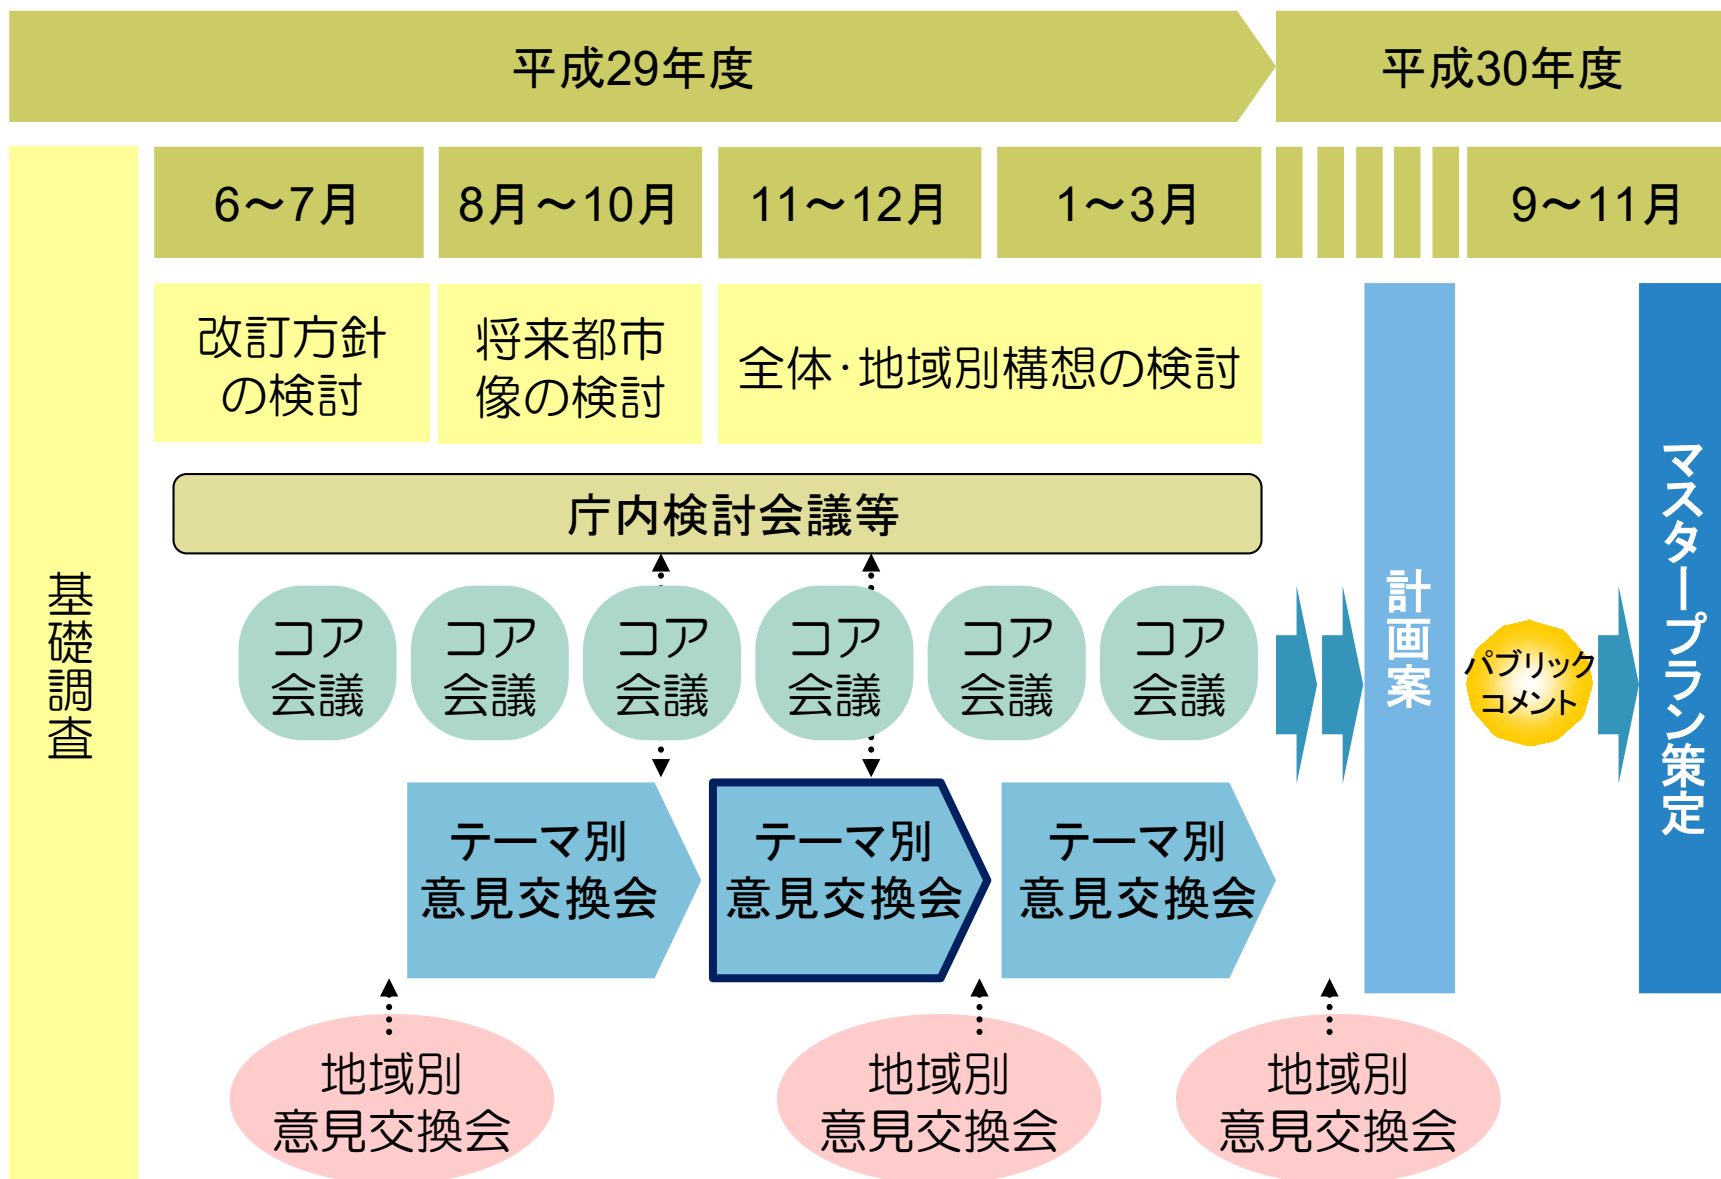 平成29年度
平成30年度
6～7月
8月～10月
11～12月
1～3月
9～11月
基礎調査
改訂方針
の検討
将来都市
像の検討
全体・地域別構想の検討
庁内検討会議等
コア
会議
コア
会議
コア
会議
コア
会議
コア
会議
コア
会議
計画案
パブリック
コメント
マスタープラン策定
テーマ別
意見交換会
テーマ別
意見交換会
テーマ別
意見交換会
地域別
意見交換会
地域別
意見交換会
地域別
意見交換会